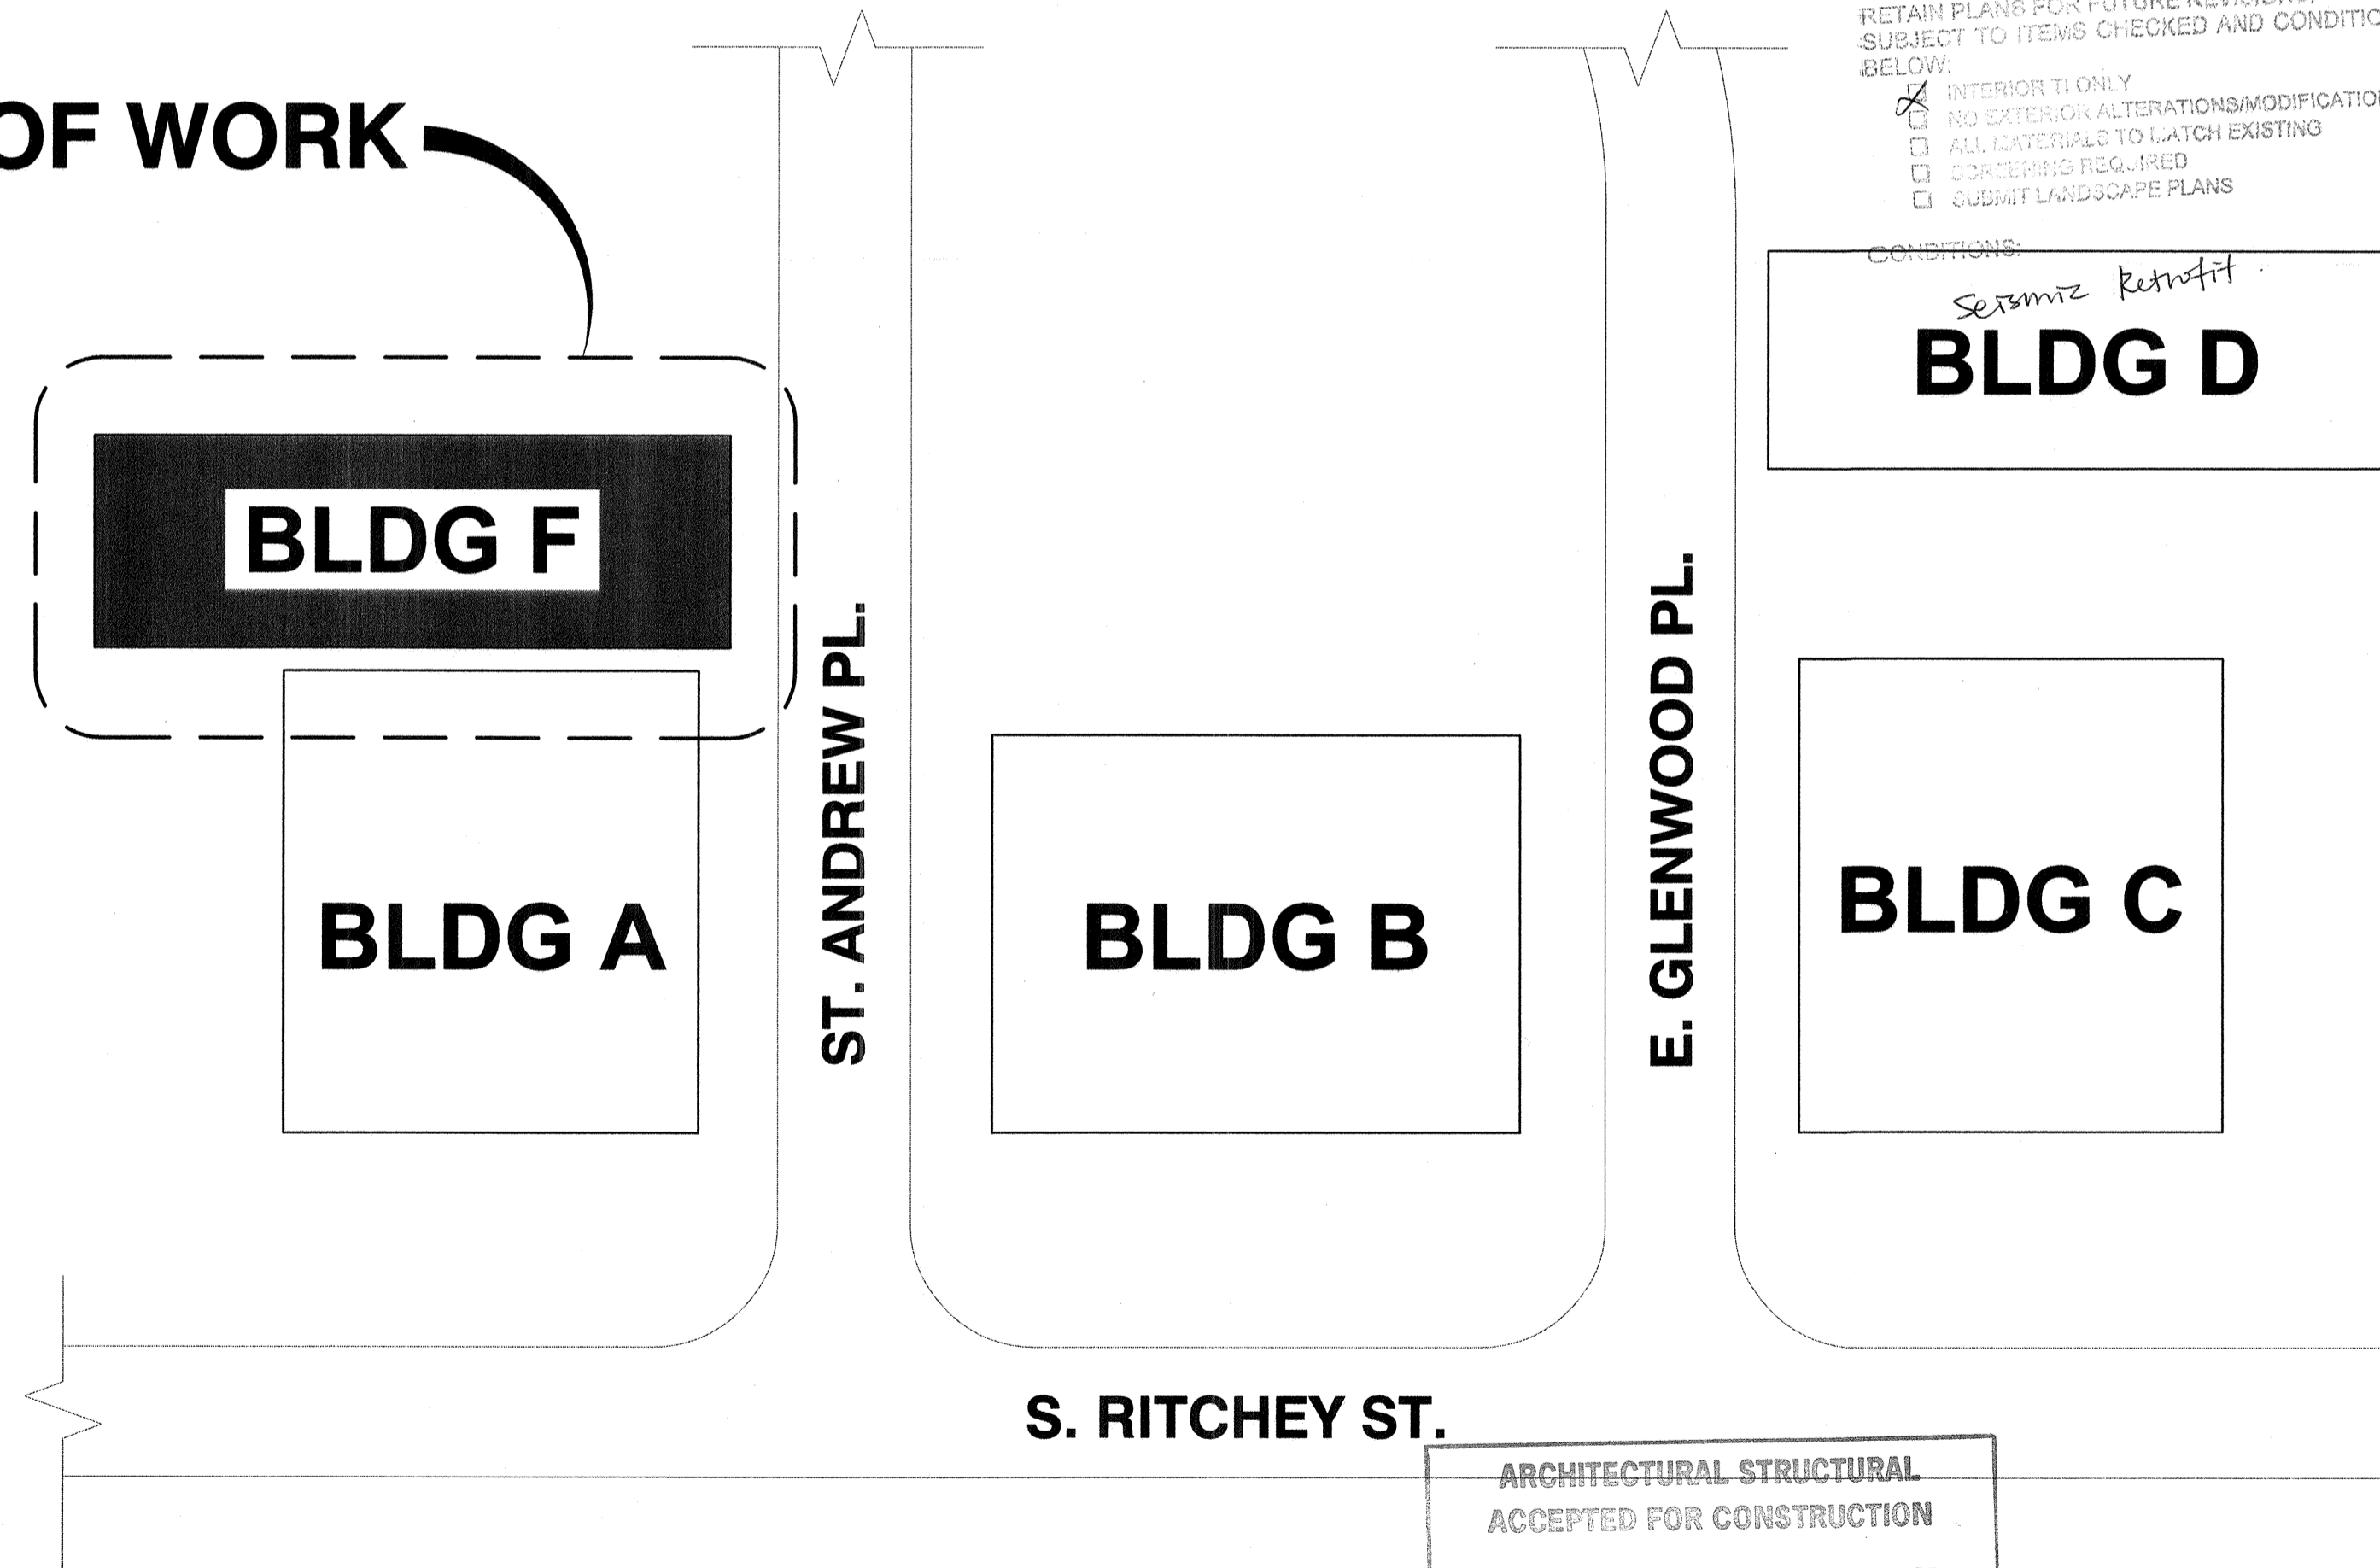 RETAIN PLANS FOR FUTURE REVISIONS.
SUBJECT TO ITEMS CHECKED AND CONDITIO
BELOW:
INTERIOR TI ONLY
NO EXTERIOR ALTERATIONS/MODIFICATIO
ALL MATERIALS TO MATCH EXISTING
SCREENING REQUIRED
SUBMIT LANDSCAPE PLANS
CONDITIONS:
Seismic Retrofit.
OF WORK
BLDG D
BLDG F
BLDG A
ST. ANDREW PL.
BLDG B
E. GLENWOOD PL.
BLDG C
S. RITCHEY ST.
ARCHITECTURAL STRUCTURAL
ACCEPTED FOR CONSTRUCTION